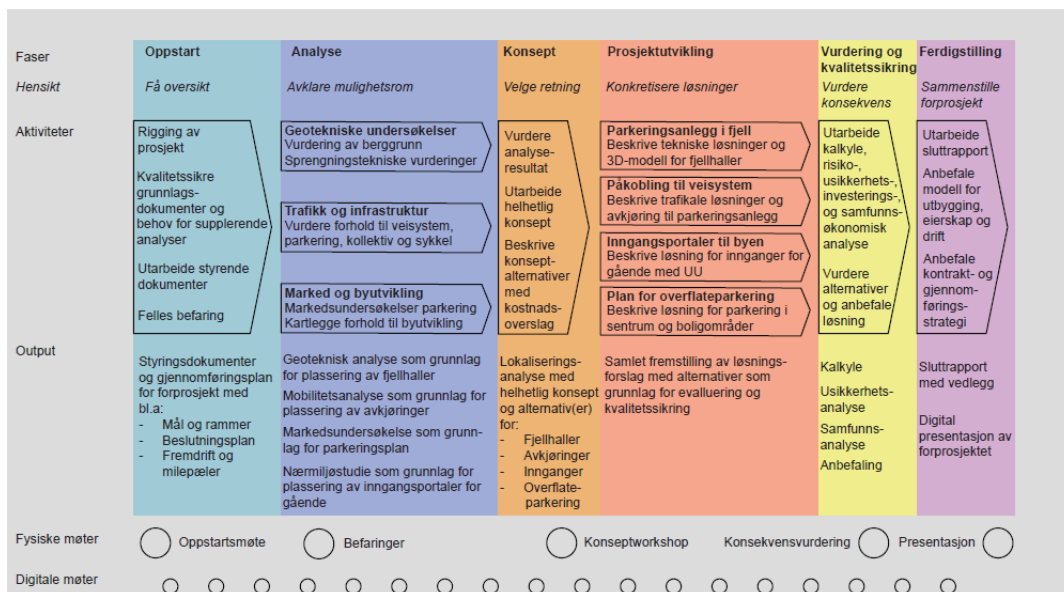 Faser
Oppstart
Analyse
Konsept
Prosjektutvikling
Vurdering og
kvalitetssikring
Ferdigstilling
Hensikt
Få oversikt
Avklare mulighetsrom
Velge retning
Konkretisere løsninger
Vurdere
konsekvens
Sammenstille
forprosjekt
Aktiviteter
Rigging av
prosjekt
Kvalitetssikre
grunnlags-
dokumenter og
behov for supplerende
analyser
Utarbeide styrende
dokumenter
Felles befaring
Geotekniske undersøkelser
Vurdering av berggrunn
Sprengningstekniske vurderinger
Trafikk og infrastruktur
Vurdere forhold til veisystem,
parkering, kollektiv og sykkel
Marked og byutvikling
Markedsundersøkelser parkering
Kartlegge forhold til byutvikling
Vurdere
analyse-
resultat
Utarbeide
helhetlig
konsept
Beskrive
konsept-
alternativer
med
kostnads-
overslag
Parkeringsanlegg i fjell
Beskrive tekniske løsninger og
3D-modell for fjellhaller
Påkobling til veisystem
Beskrive trafikale løsninger og
avkjøring til parkeringsanlegg
Inngangsportaler til byen
Beskrive løsning for innganger for
gående med UU
Plan for overflateparkering
Beskrive løsning for parkering i
sentrum og boligområder
Utarbeide
kalkyle,
risiko-,
usikkerhets-,
investerings-,
og samfunns-
økonomisk
analyse
Vurdere
alternativer
og anbefale
løsning
Utarbeide
sluttrapport
Anbefale
modell for
utbygging,
eierskap og
drift
Anbefale
kontrakt- og
gjennom-
førings-
strategi
Output
Styringsdokumenter
og gjennomføringsplan
for forprosjekt med
bl.a:
- Mål og rammer
- Beslutningsplan
- Fremdrift og
milepæler
Geoteknisk analyse som grunnlag
for plassering av fjellhaller
Mobilitetsanalyse som grunnlag for
plassering av avkjøringer
Markedsundersøkelse som grunn-
lag for parkeringsplan
Nærmiljøstudie som grunnlag for
plassering av inngangsportaler for
gående
Lokaliserings-
analyse med
helhetlig konsept
og alternativ(er)
for:
- Fjellhaller
- Avkjøringer
- Innganger
- Overflate-
parkering
Samlet fremstilling av løsnings-
forslag med alternativer som
grunnlag for evaluering og
kvalitetssikring
Kalkyle
Usikkerhets-
analyse
Samfunns-
analyse
Anbefaling
Sluttrapport
med vedlegg
Digital
presentasjon av
forprosjektet
Fysiske møter
Oppstartsmøte
Befaringer
Konseptworkshop
Konsekvensvurdering
Presentasjon
Digitale møter